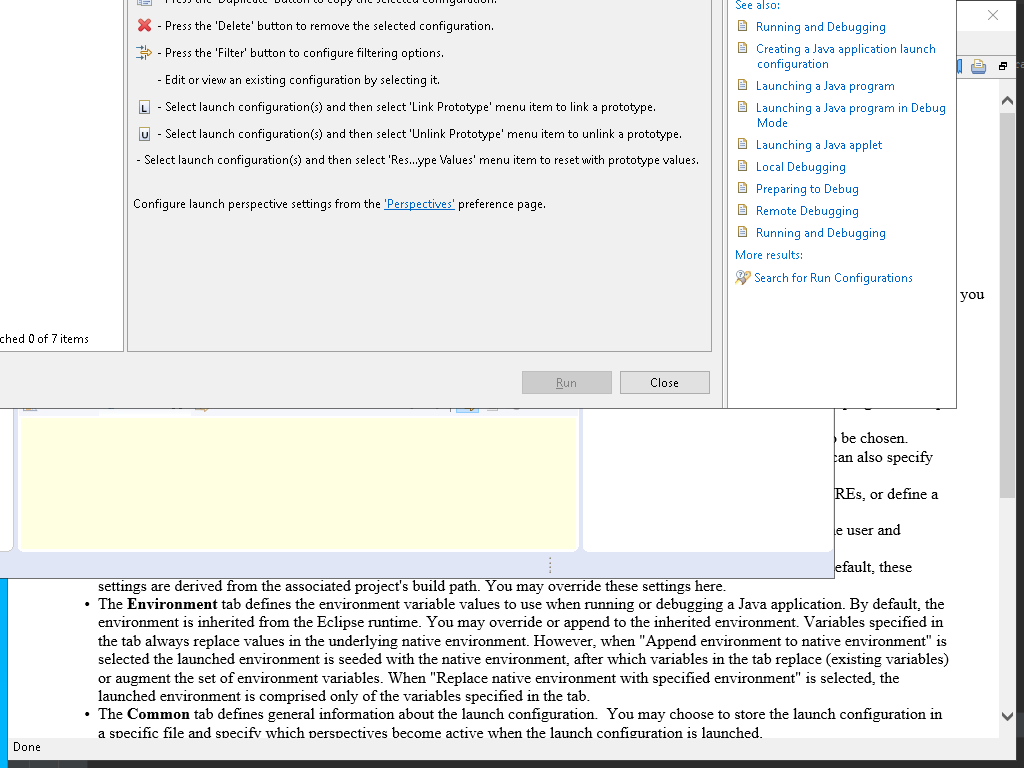 - Press the 'Duplicate' button to copy the selected configuration.
- Press the 'Delete' button to remove the selected configuration.
- Press the 'Filter' button to configure filtering options.
- Edit or view an existing configuration by selecting it.
L - Select launch configuration(s) and then select 'Link Prototype' menu item to link a prototype.
U - Select launch configuration(s) and then select 'Unlink Prototype' menu item to unlink a prototype.
- Select launch configuration(s) and then select 'Res...ype Values' menu item to reset with prototype values.
Configure launch perspective settings from the 'Perspectives' preference page.
ched 0 of 7 items
Run
Close
See also:
Running and Debugging
Creating a Java application launch
configuration
Launching a Java program
Launching a Java program in Debug
Mode
Launching a Java applet
Local Debugging
Preparing to Debug
Remote Debugging
Running and Debugging
More results:
Search for Run Configurations
you
be chosen.
can also specify
REs, or define a
user and
efault, these
settings are derived from the associated project's build path. You may override these settings here.
• The Environment tab defines the environment variable values to use when running or debugging a Java application. By default, the
environment is inherited from the Eclipse runtime. You may override or append to the inherited environment. Variables specified in
the tab always replace values in the underlying native environment. However, when "Append environment to native environment" is
selected the launched environment is seeded with the native environment, after which variables in the tab replace (existing variables)
or augment the set of environment variables. When "Replace native environment with specified environment" is selected, the
launched environment is comprised only of the variables specified in the tab.
• The Common tab defines general information about the launch configuration. You may choose to store the launch configuration in
a specific file and specify which perspectives become active when the launch configuration is launched.
Done